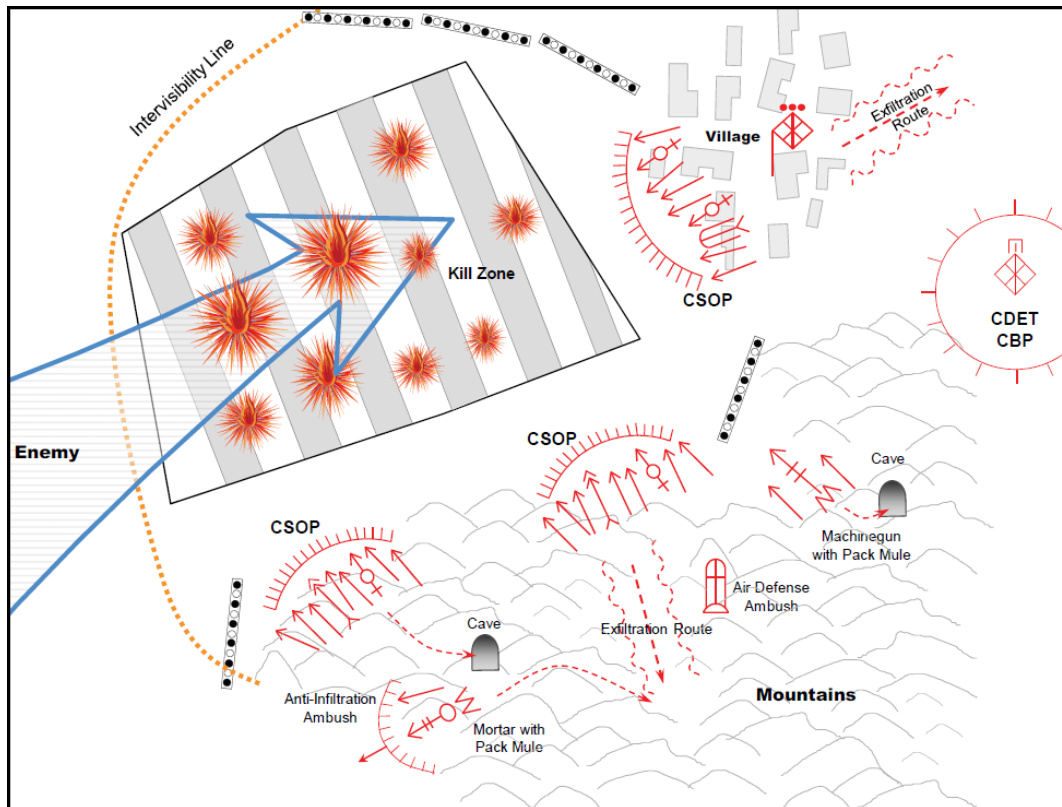 Intervisibility Line
Village
Exfiltration
Route
Kill Zone
CSOP
CDET
CBP
Enemy
CSOP
Cave
CSOP
Machinegun
with Pack Mule
Air Defense
Ambush
Cave
Exfiltration Route
Anti-Infiltration
Ambush
Mountains
Mortar with
Pack Mule